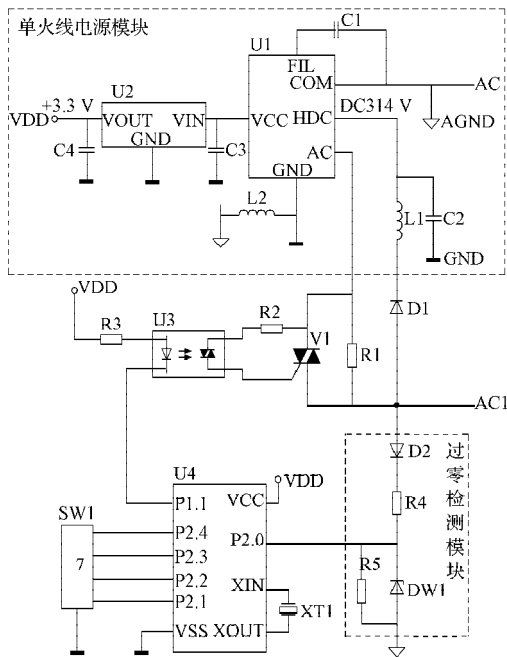 单火线电源模块
C1
U1
FIL
COM
AC
U2
+3.3 V
DC314 V
VDD
VOUT
VIN
VCC
HDC
AGND
GND
C4
C3
AC
GND
L2
L1
C2
GND
VDD
D1
R3
U3
R2
V1
R1
AC1
D2
过零检测模块
U4
VDD
R4
P1.1
VCC
SW1
P2.4
P2.0
7
P2.3
R5
P2.2
XIN
DW1
P2.1
XT1
VSS
XOUT